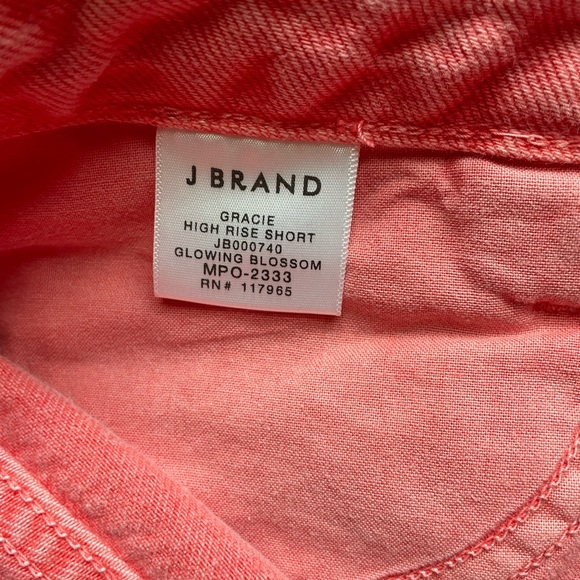 J BRAND
GRACIE
HIGH RISE SHORT
JB000740
GLOWING BLOSSOM
MPO-2333
RN# 117965